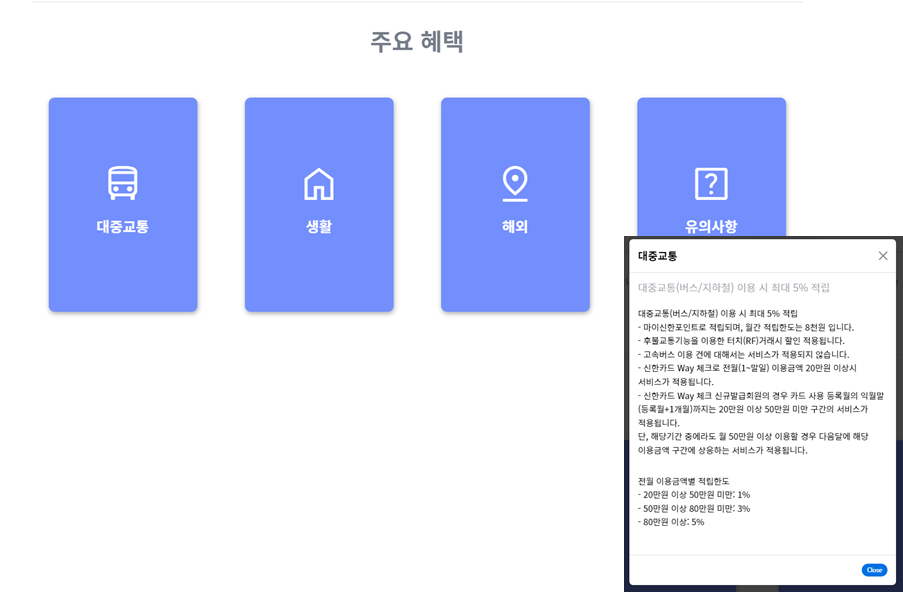 주요 혜택
대중교통
생활
해외
유의사항
대중교통
대중교통(버스/지하철) 이용 시 최대 5% 적립
대중교통(버스/지하철) 이용 시 최대 5% 적립
- 마이신한포인트로 적립되며, 월간 적립한도는 8천원 입니다.
- 후불교통기능을 이용한 터치(RF)거래시 할인 적용됩니다.
- 고속버스 이용 건에 대해서는 서비스가 적용되지 않습니다.
- 신한카드 Way 체크로 전월(1~말일) 이용금액 20만원 이상시
서비스가 적용됩니다.
- 신한카드 Way 체크 신규발급회원의 경우 카드 사용 등록월의 익월말
(등록월+1개월)까지는 20만원 이상 50만원 미만 구간의 서비스가
적용됩니다.
단, 해당기간 중에라도 월 50만원 이상 이용할 경우 다음달에 해당
이용금액 구간에 상응하는 서비스가 적용됩니다.
전월 이용금액별 적립한도
- 20만원 이상 50만원 미만: 1%
- 50만원 이상 80만원 미만: 3%
- 80만원 이상: 5%
Close